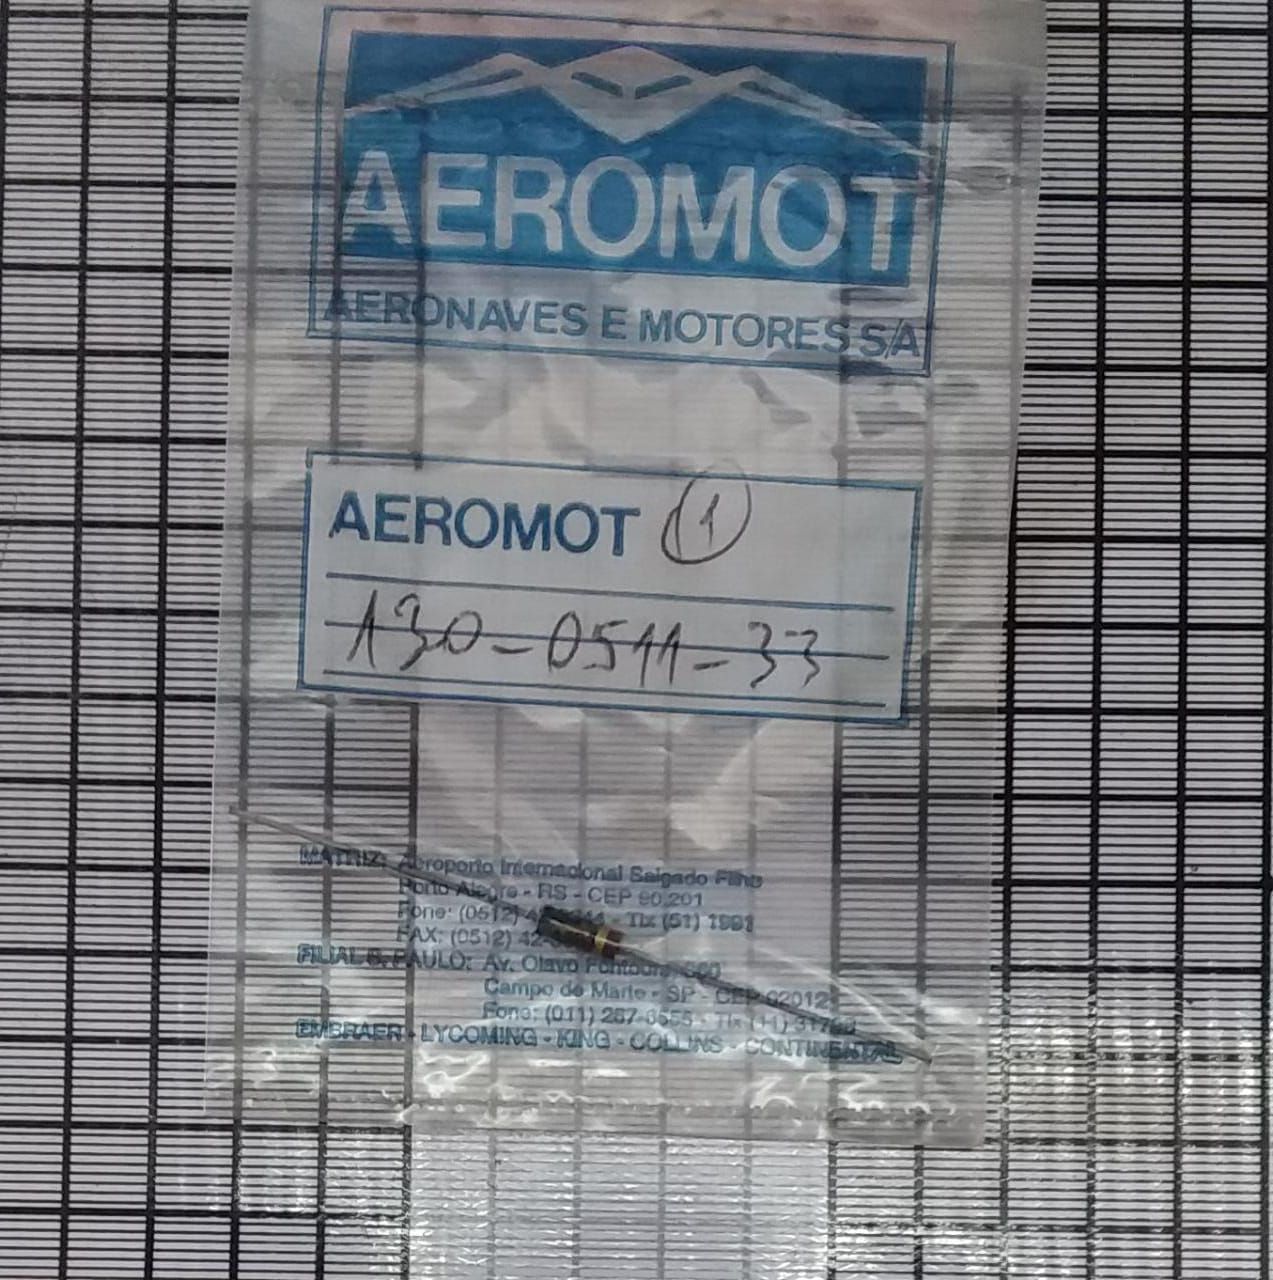 AEROMOT
AERONAVES E MOTORES S/A
AEROMOT 1
130-0511-33
MATRIZ: Aeroporto Internacional Salgado Filho
Porto Alegre - RS - CEP 90.201
Fone: (0512) - Tlx (51) 1991
FAX: (0512)
FILIAL S. PAULO: Av. Olavo Fontoura,
Campo de Marte - SP - CEP 02012
Fone: (011) 267-6555 - Tlx (11)
EMBRAER - LYCOMING - KING - COLLINS - CONTINENTAL